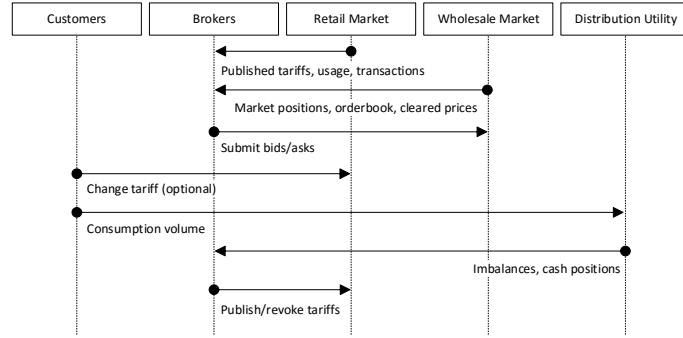 Customers
Brokers
Retail Market
Wholesale Market
Distribution Utility
Published tariffs, usage, transactions
Market positions, orderbook, cleared prices
Submit bids/asks
Change tariff (optional)
Consumption volume
Imbalances, cash positions
Publish/revoke tariffs